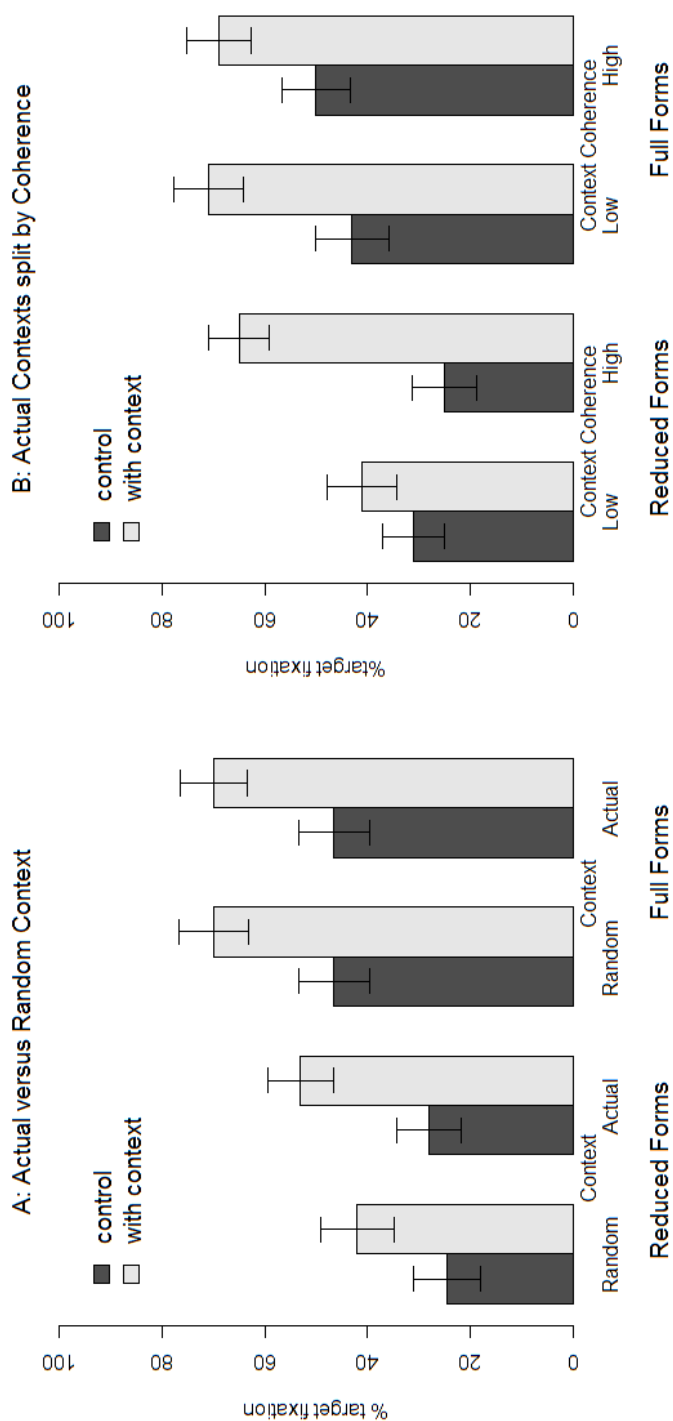 A: Actual versus Random Context
control
with context
% target fixation
100
80
60
40
20
0
Random
Actual
Random
Actual
Context
Context
Reduced Forms
Full Forms
B: Actual Contexts split by Coherence
control
with context
%target fixation
100
80
60
40
20
0
Context Coherence
Context Coherence
Low
High
Low
High
Reduced Forms
Full Forms